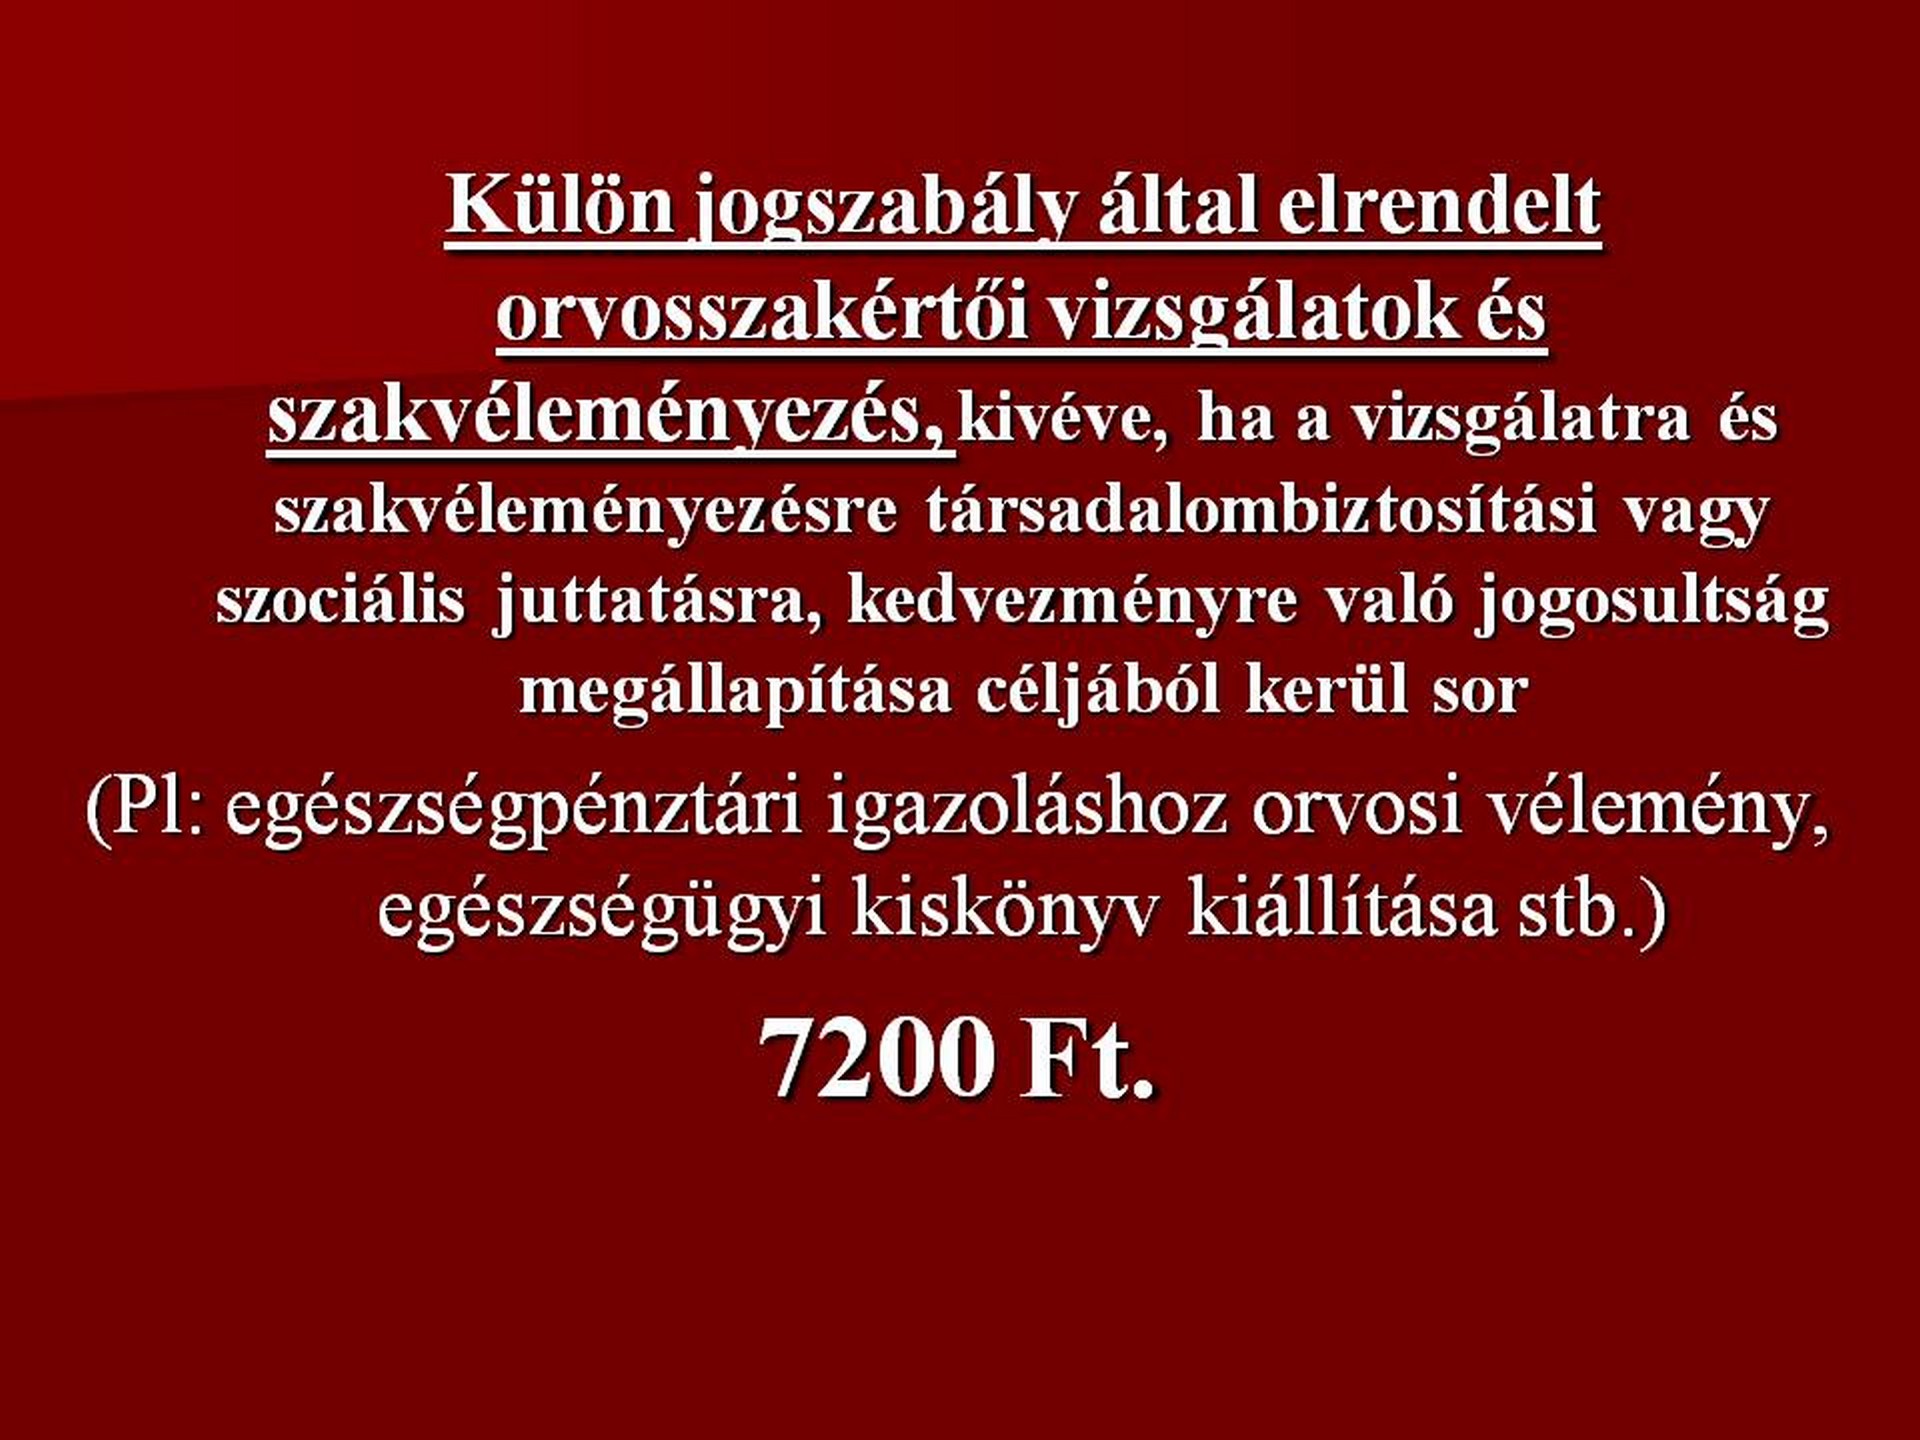 Külön jogszabály által elrendelt
orvosszakértői vizsgálatok és
szakvéleményezés, kivéve, ha a vizsgálatra és
szakvéleményezésre társadalombiztosítási vagy
szociális juttatásra, kedvezményre való jogosultság
megállapítása céljából kerül sor
(Pl: egészségpénztári igazoláshoz orvosi vélemény,
egészségügyi kiskönyv kiállítása stb.)
7200 Ft.